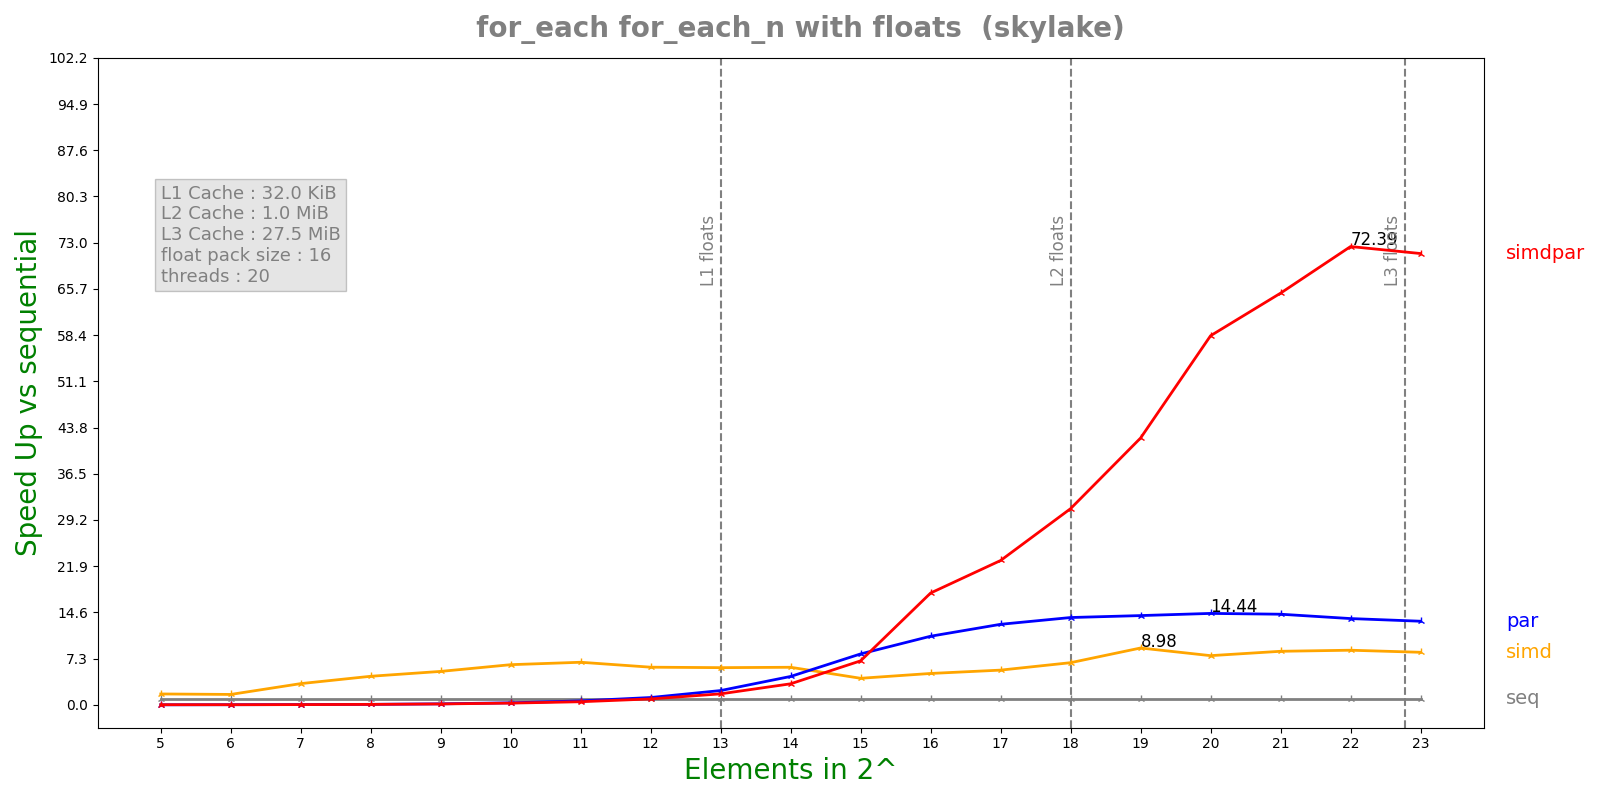 for_each for_each_n with floats  (skylake)
Speed Up vs sequential
102.2
94.9
87.6
80.3
73.0
65.7
58.4
51.1
43.8
36.5
29.2
21.9
14.6
7.3
0.0
L1 Cache : 32.0 KiB
L2 Cache : 1.0 MiB
L3 Cache : 27.5 MiB
float pack size : 16
threads : 20
L1 floats
L2 floats
L3 floats
72.39
14.44
8.98
simdpar
par
simd
seq
5 6 7 8 9 10 11 12 13 14 15 16 17 18 19 20 21 22 23
Elements in 2^